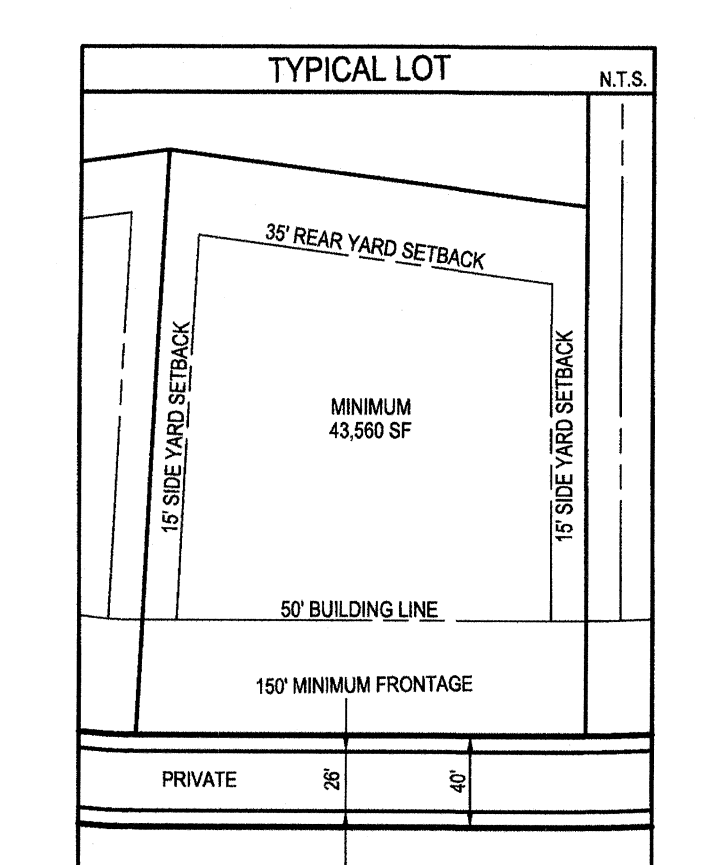 TYPICAL LOT
N.T.S.
35' REAR YARD SETBACK
15' SIDE YARD SETBACK
15' SIDE YARD SETBACK
MINIMUM
43,560 SF
50' BUILDING LINE
150' MINIMUM FRONTAGE
PRIVATE
26'
40'